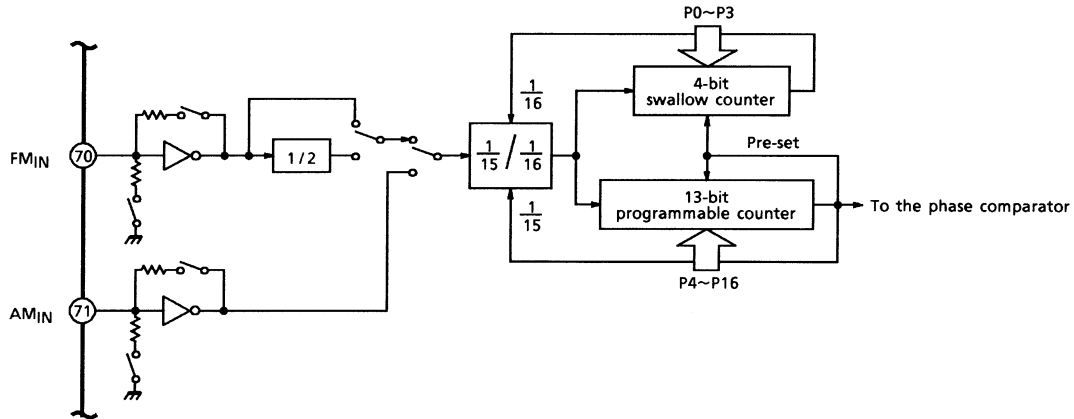 P0~P3
4-bit
swallow counter
1/16
FMIN
70
1/2
1/15 / 1/16
Pre-set
13-bit
programmable counter
To the phase comparator
1/15
P4~P16
AMIN
71